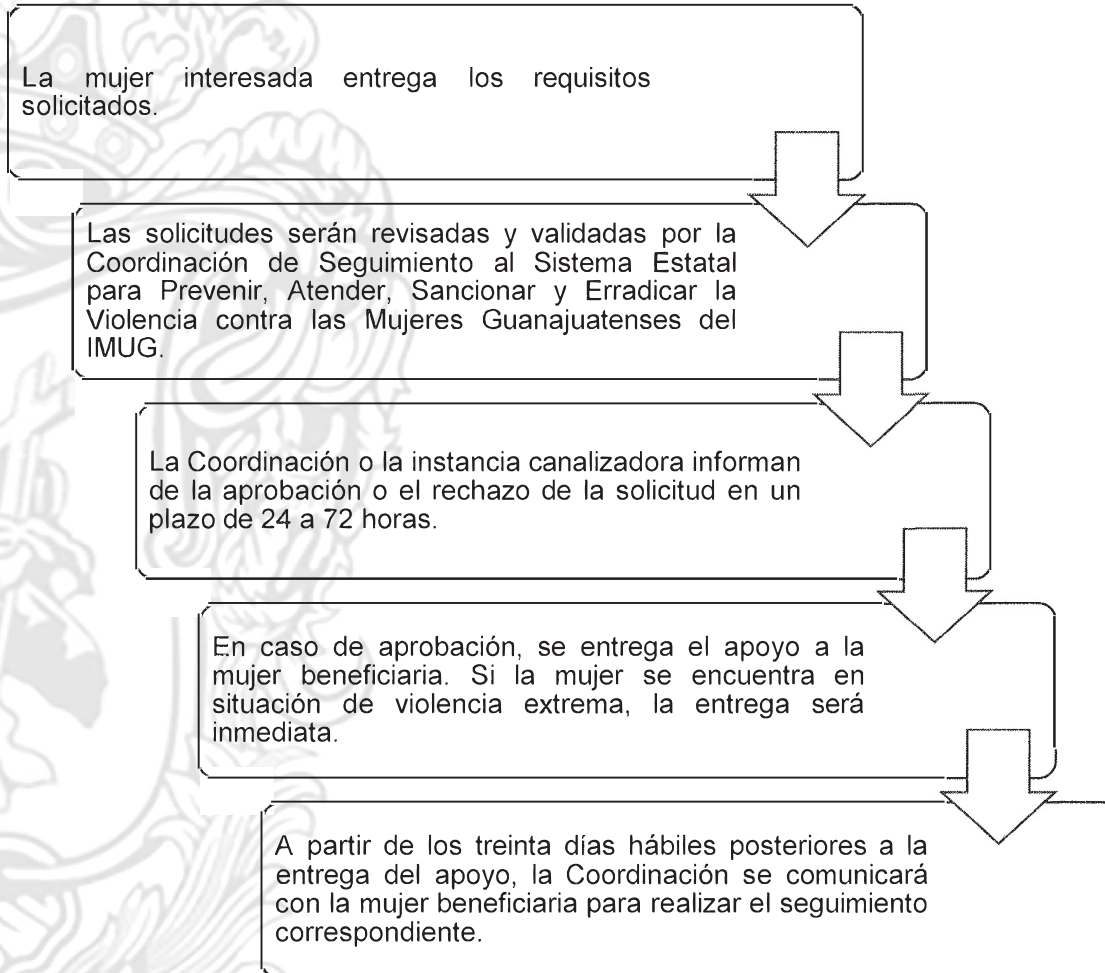 La mujer interesada entrega los requisitos
solicitados.
Las solicitudes serán revisadas y validadas por la
Coordinación de Seguimiento al Sistema Estatal
para Prevenir, Atender, Sancionar y Erradicar la
Violencia contra las Mujeres Guanajuatenses del
IMUG.
La Coordinación o la instancia canalizadora informan
de la aprobación o el rechazo de la solicitud en un
plazo de 24 a 72 horas.
En caso de aprobación, se entrega el apoyo a la
mujer beneficiaria. Si la mujer se encuentra en
situación de violencia extrema, la entrega será
inmediata.
A partir de los treinta días hábiles posteriores a la
entrega del apoyo, la Coordinación se comunicará
con la mujer beneficiaria para realizar el seguimiento
correspondiente.